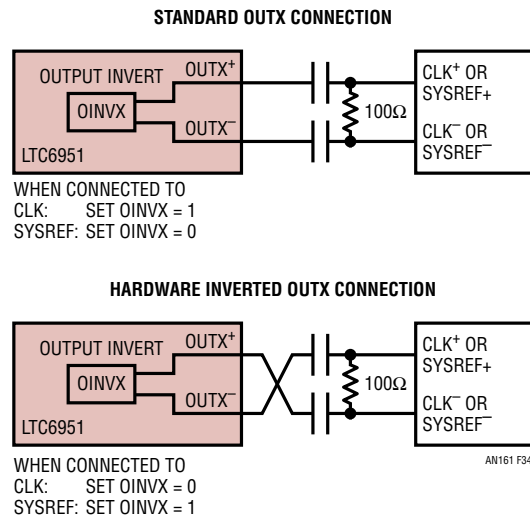 STANDARD OUTX CONNECTION
OUTPUT INVERT
OUTX+
OINVX
OUTX–
LTC6951
100Ω
CLK+ OR
SYSREF+
CLK– OR
SYSREF–
WHEN CONNECTED TO
CLK: SET OINVX = 1
SYSREF: SET OINVX = 0
HARDWARE INVERTED OUTX CONNECTION
OUTPUT INVERT
OUTX+
OINVX
OUTX–
LTC6951
100Ω
CLK+ OR
SYSREF+
CLK– OR
SYSREF–
AN161 F34
WHEN CONNECTED TO
CLK: SET OINVX = 0
SYSREF: SET OINVX = 1